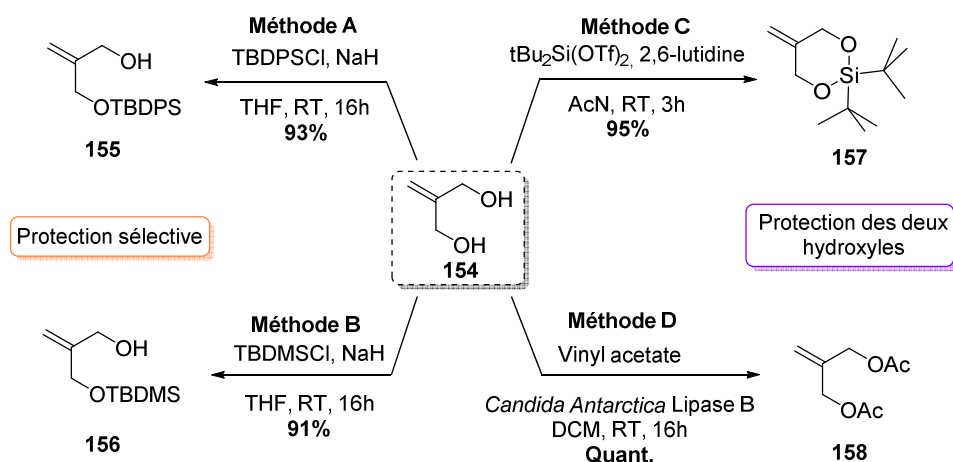 Méthode A
TBDPSCl, NaH
THF, RT, 16h
93%
OH
OTBDPS
155
Méthode C
tBu2Si(OTf)2, 2,6-lutidine
AcN, RT, 3h
95%
O
Si
O
157
OH
OH
154
Protection sélective
Protection des deux
hydroxyles
Méthode B
TBDMSCl, NaH
THF, RT, 16h
91%
OH
OTBDMS
156
Méthode D
Vinyl acetate
Candida Antarctica Lipase B
DCM, RT, 16h
Quant.
OAc
OAc
158